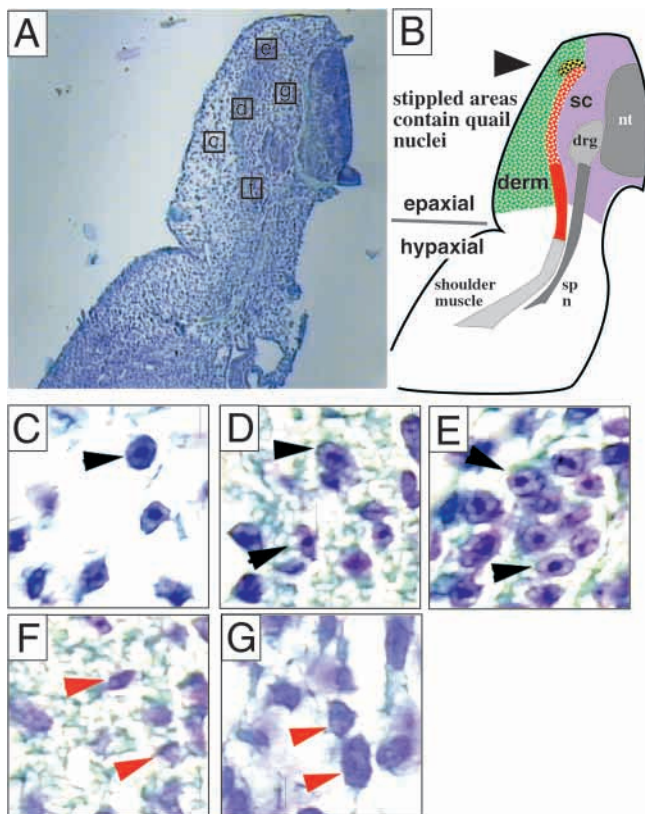 A
e
g
d
c
f
B
stippled areas
contain quail
nuclei
sc
nt
drg
derm
epaxial
hypaxial
shoulder
muscle
sp
n
C
D
E
F
G